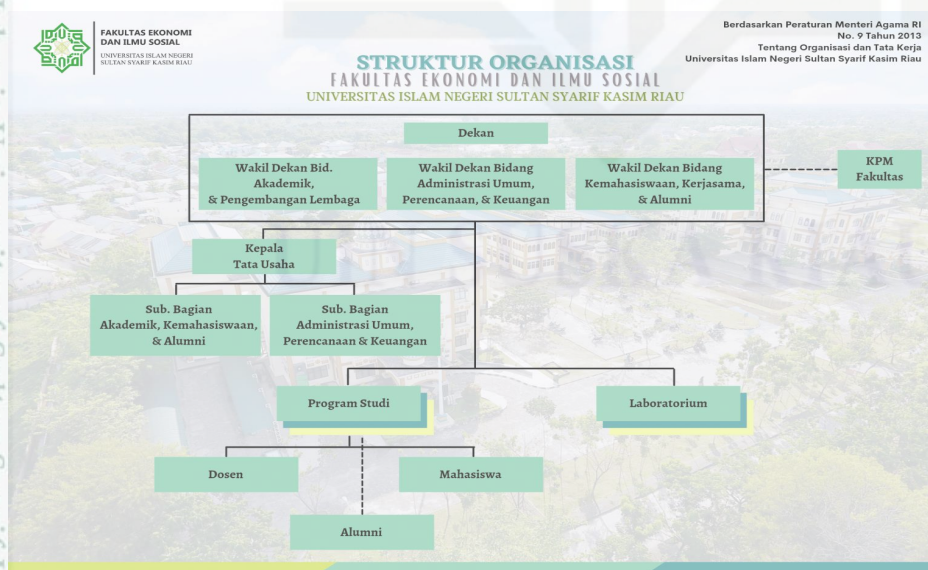 FAKULTAS EKONOMI
DAN ILMU SOSIAL
UNIVERSITAS ISLAM NEGERI
SULTAN SYARIF KASIM RIAU
Berdasarkan Peraturan Menteri Agama RI
No. 9 Tahun 2013
Tentang Organisasi dan Tata Kerja
Universitas Islam Negeri Sultan Syarif Kasim Riau
STRUKTUR ORGANISASI
FAKULTAS EKONOMI DAN ILMU SOSIAL
UNIVERSITAS ISLAM NEGERI SULTAN SYARIF KASIM RIAU
Dekan
Wakil Dekan Bid.
Akademik,
& Pengembangan Lembaga
Wakil Dekan Bidang
Administrasi Umum,
Perencanaan, & Keuangan
Wakil Dekan Bidang
Kemahasiswaan, Kerjasama,
& Alumni
KPM
Fakultas
Kepala
Tata Usaha
Sub. Bagian
Akademik, Kemahasiswaan,
& Alumni
Sub. Bagian
Administrasi Umum,
Perencanaan & Keuangan
Program Studi
Laboratorium
Dosen
Mahasiswa
Alumni